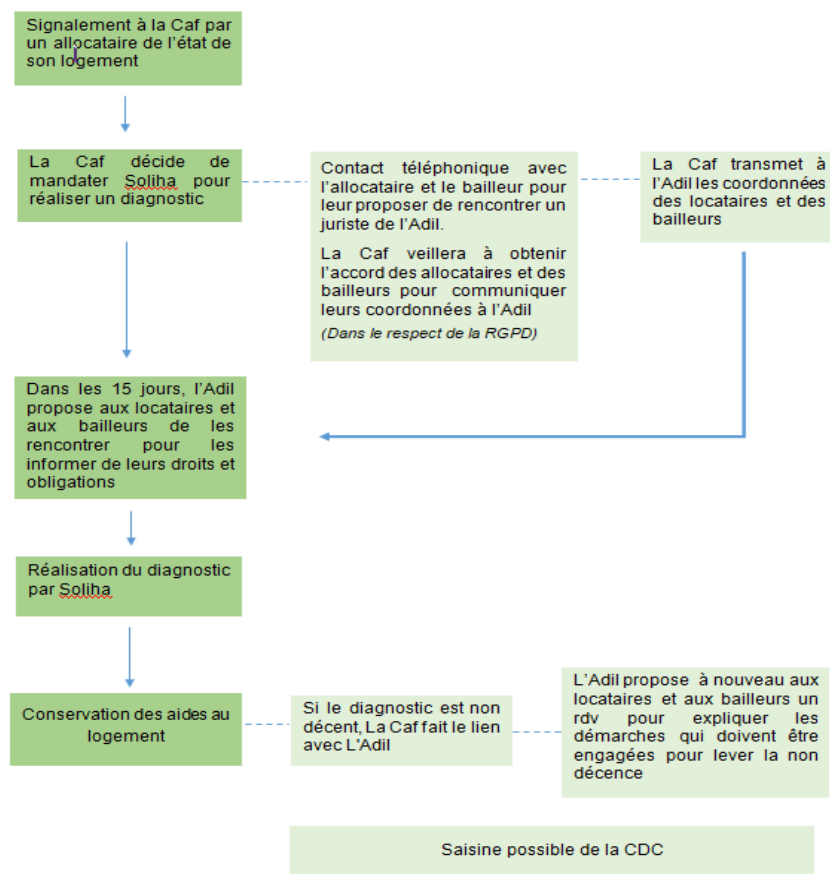 Signalement à la Caf par
un allocataire de l'état de
son logement
La Caf décide de
mandater Soliha pour
réaliser un diagnostic
Contact téléphonique avec
l'allocataire et le bailleur pour
leur proposer de rencontrer un
juriste de l'Adil.
La Caf veillera à obtenir
l'accord des allocataires et des
bailleurs pour communiquer
leurs coordonnées à l'Adil
(Dans le respect de la RGPD)
La Caf transmet à
l'Adil les coordonnées
des locataires et des
bailleurs
Dans les 15 jours, l'Adil
propose aux locataires et
aux bailleurs de les
rencontrer pour les
informer de leurs droits et
obligations
Réalisation du diagnostic
par Soliha
Conservation des aides au
logement
Si le diagnostic est non
décent, La Caf fait le lien
avec L'Adil
L'Adil propose à nouveau aux
locataires et aux bailleurs un
rdv pour expliquer les
démarches qui doivent être
engagées pour lever la non
décence
Saisine possible de la CDC